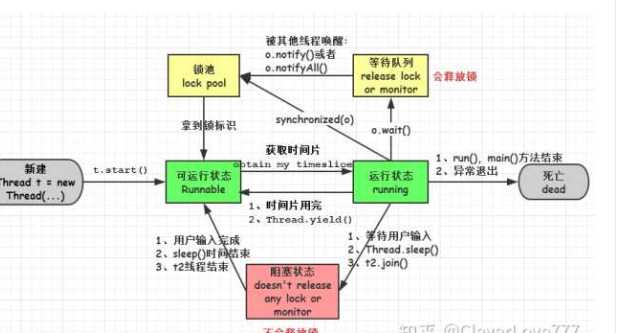 被其他线程唤醒:
o.notify()或者
o.notifyAll()
锁池
lock pool
等待队列
release lock
or monitor
会释放锁
拿到锁标识
synchronized(o)
o.wait()
获取时间片
obtain my timeslice
新建
Thread t = new
Thread(...)
t.start()
可运行状态
Runnable
运行状态
running
1、run(), main()方法结束
2、异常退出
死亡
dead
1、时间片用完
2、Thread.yield()
1、用户输入完成
2、sleep()时间结束
3、t2线程结束
1、等待用户输入
2、Thread.sleep()
3、t2.join()
阻塞状态
doesn't release
any lock or
monitor
不会释放锁